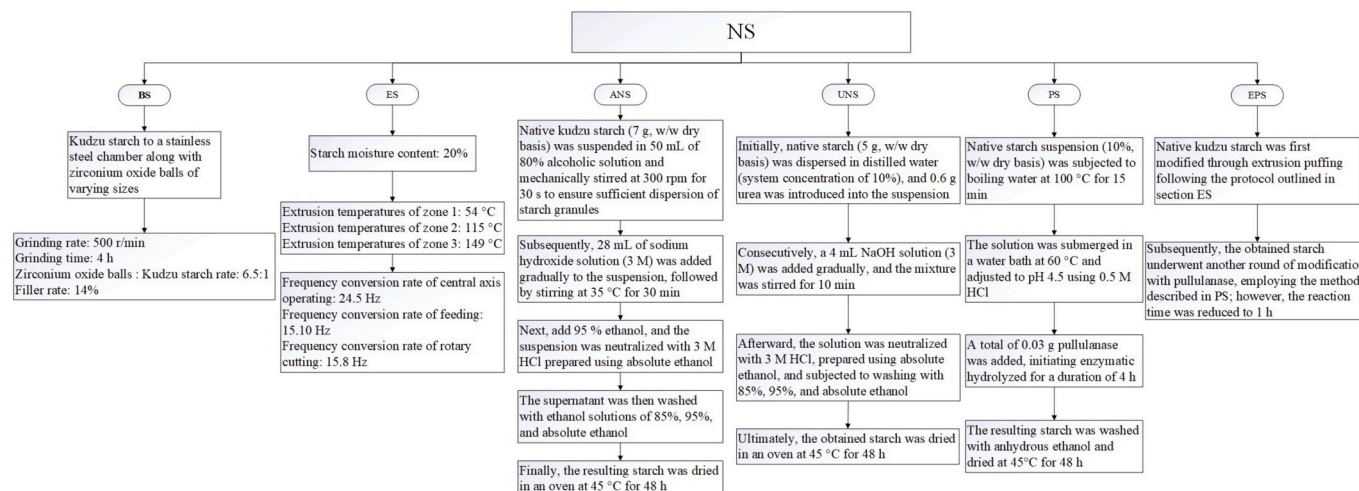 NS
BS
Kudzu starch to a stainless
steel chamber along with
zirconium oxide balls of
varying sizes
Grinding rate: 500 r/min
Grinding time: 4 h
Zirconium oxide balls : Kudzu starch rate: 6.5:1
Filler rate: 14%
ES
Starch moisture content: 20%
Extrusion temperatures of zone 1: 54 °C
Extrusion temperatures of zone 2: 115 °C
Extrusion temperatures of zone 3: 149 °C
Frequency conversion rate of central axis
operating: 24.5 Hz
Frequency conversion rate of feeding:
15.10 Hz
Frequency conversion rate of rotary
cutting: 15.8 Hz
ANS
Native kudzu starch (7 g, w/w dry
basis) was suspended in 50 mL of
80% alcoholic solution and
mechanically stirred at 300 rpm for
30 s to ensure sufficient dispersion of
starch granules
Subsequently, 28 mL of sodium
hydroxide solution (3 M) was added
gradually to the suspension, followed
by stirring at 35 °C for 30 min
Next, add 95 % ethanol, and the
suspension was neutralized with 3 M
HCl prepared using absolute ethanol
The supernatant was then washed
with ethanol solutions of 85%, 95%,
and absolute ethanol
Finally, the resulting starch was dried
in an oven at 45 °C for 48 h
UNS
Initially, native starch (5 g, w/w dry
basis) was dispersed in distilled water
(system concentration of 10%), and 0.6 g
urea was introduced into the suspension
Consecutively, a 4 mL NaOH solution (3
M) was added gradually, and the mixture
was stirred for 10 min
Afterward, the solution was neutralized
with 3 M HCl, prepared using absolute
ethanol, and subjected to washing with
85%, 95%, and absolute ethanol
Ultimately, the obtained starch was dried
in an oven at 45 °C for 48 h
PS
Native starch suspension (10%,
w/w dry basis) was subjected to
boiling water at 100 °C for 15
min
The solution was submerged in
a water bath at 60 °C and
adjusted to pH 4.5 using 0.5 M
HCl
A total of 0.03 g pullulanase
was added, initiating enzymatic
hydrolyzed for a duration of 4 h
The resulting starch was washed
with anhydrous ethanol and
dried at 45°C for 48 h
EPS
Native kudzu starch was first
modified through extrusion puffing
following the protocol outlined in
section ES
Subsequently, the obtained starch
underwent another round of modification
with pullulanase, employing the method
described in PS; however, the reaction
time was reduced to 1 h